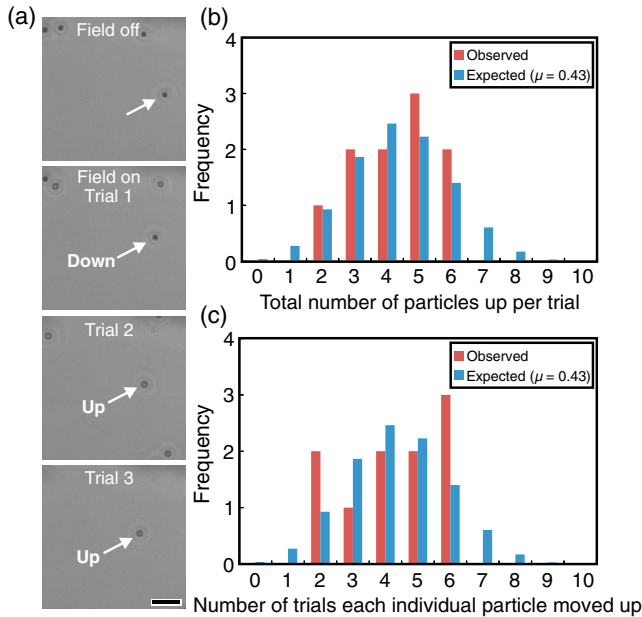 (a)
Field off
Field on
Trial 1
Down
Trial 2
Up
Trial 3
Up
(b)
4
3
2
1
0
Frequency
Observed
Expected (μ = 0.43)
0 1 2 3 4 5 6 7 8 9 10
Total number of particles up per trial
(c)
4
3
2
1
0
Frequency
Observed
Expected (μ = 0.43)
0 1 2 3 4 5 6 7 8 9 10
Number of trials each individual particle moved up